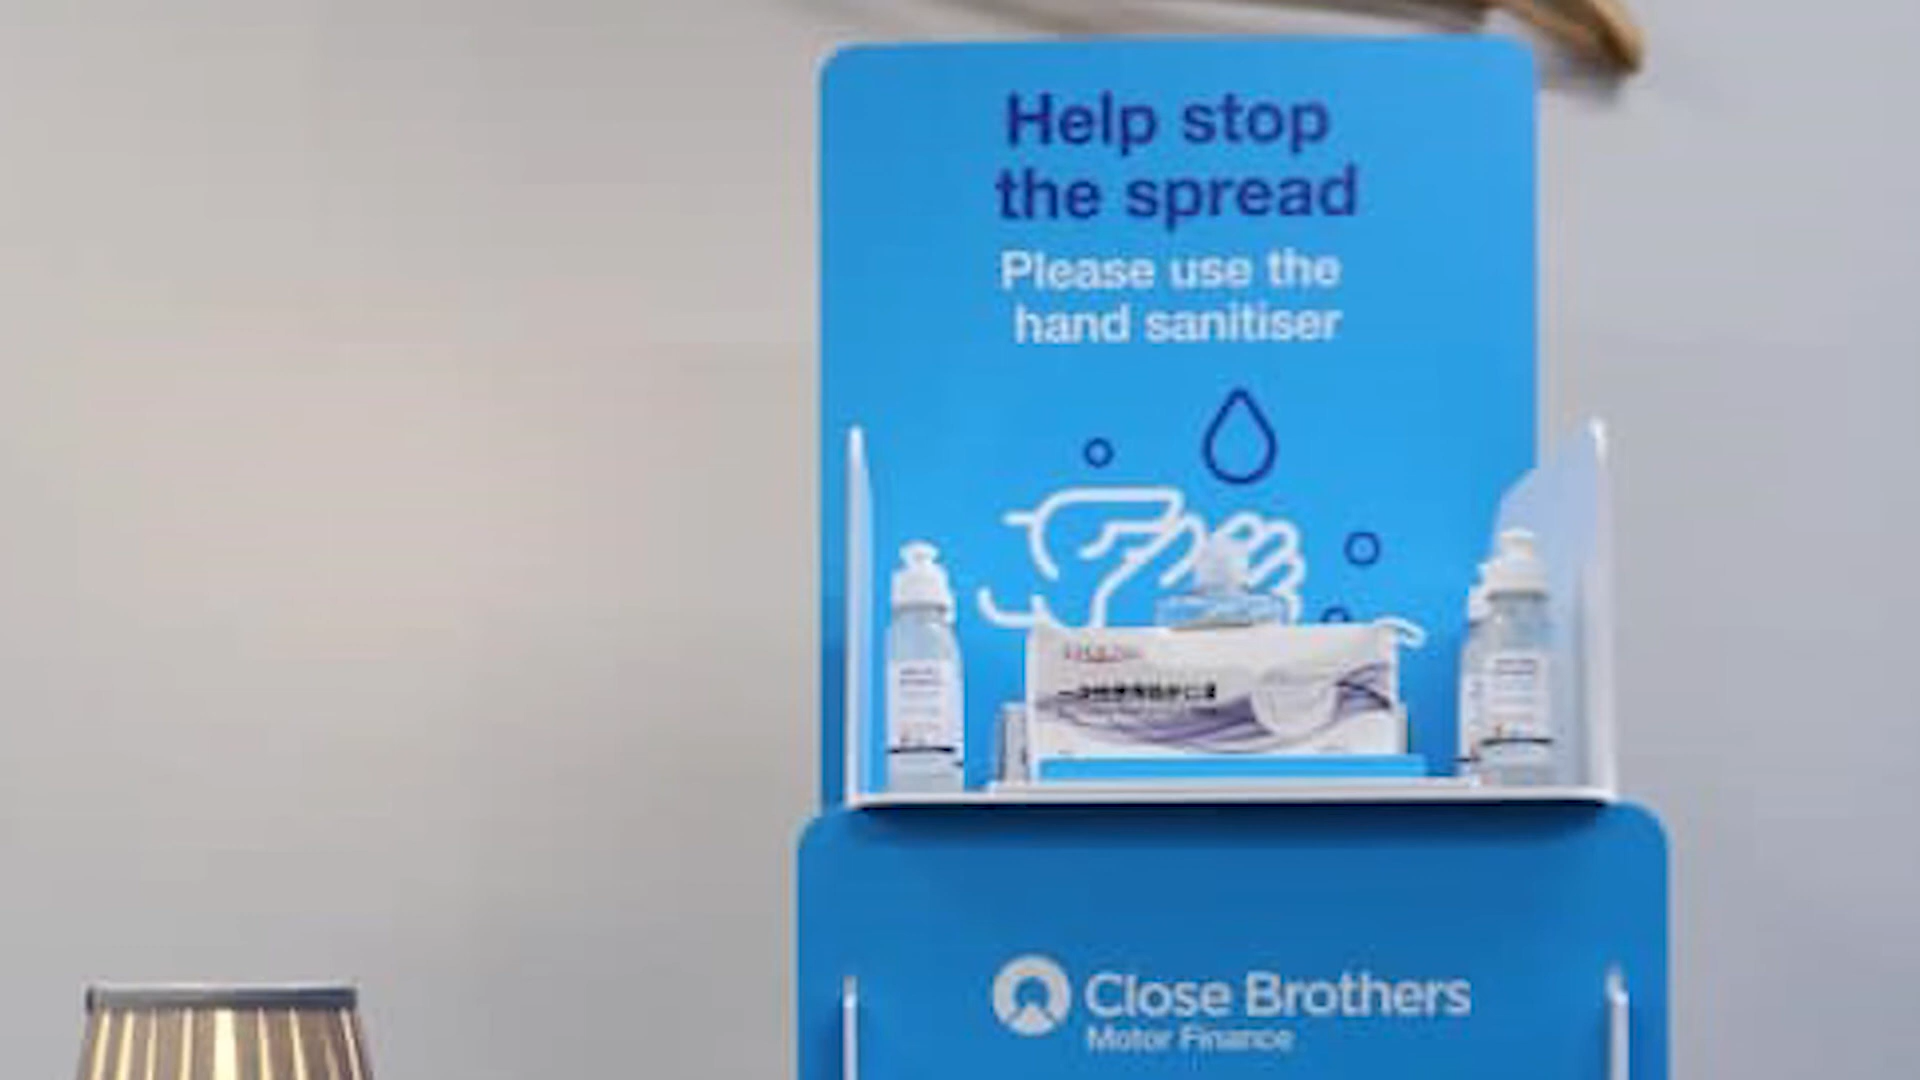 Help stop
the spread
Please use the
hand sanitiser
Close Brothers
Motor Finance